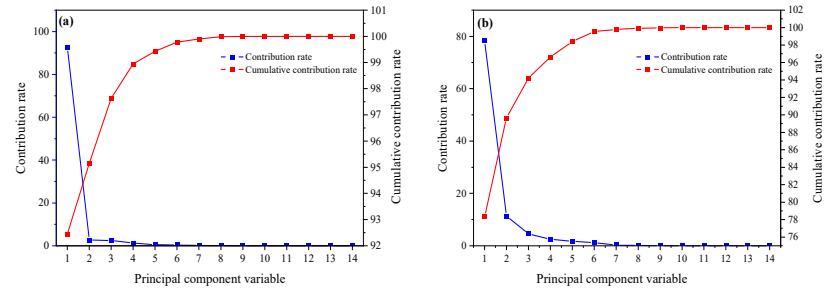 (a)
Contribution rate
Cumulative contribution rate
Contribution rate
0
20
40
60
80
100
Cumulative contribution rate
92
93
94
95
96
97
98
99
100
101
1 2 3 4 5 6 7 8 9 10 11 12 13 14
Principal component variable
(b)
Contribution rate
Cumulative contribution rate
Contribution rate
0
20
40
60
80
Cumulative contribution rate
76
78
80
82
84
86
88
90
92
94
96
98
100
102
1 2 3 4 5 6 7 8 9 10 11 12 13 14
Principal component variable